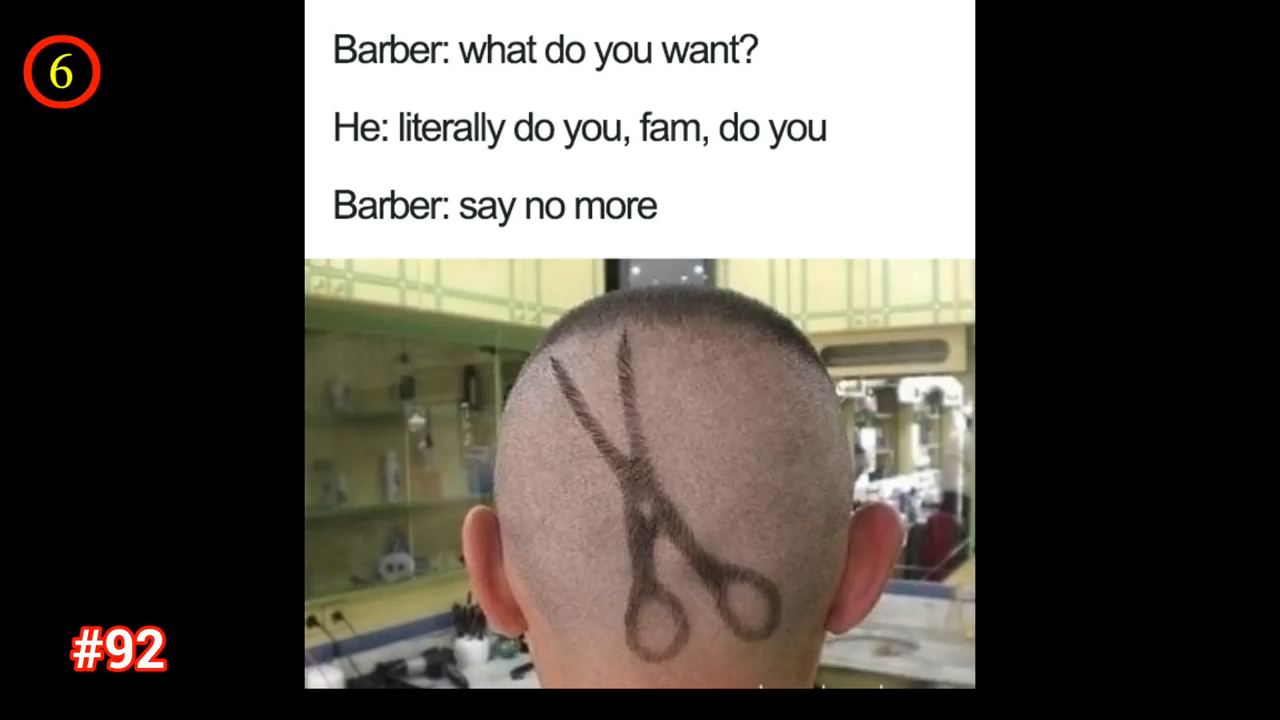 6
Barber: what do you want?
He: literally do you, fam, do you
Barber: say no more
#92